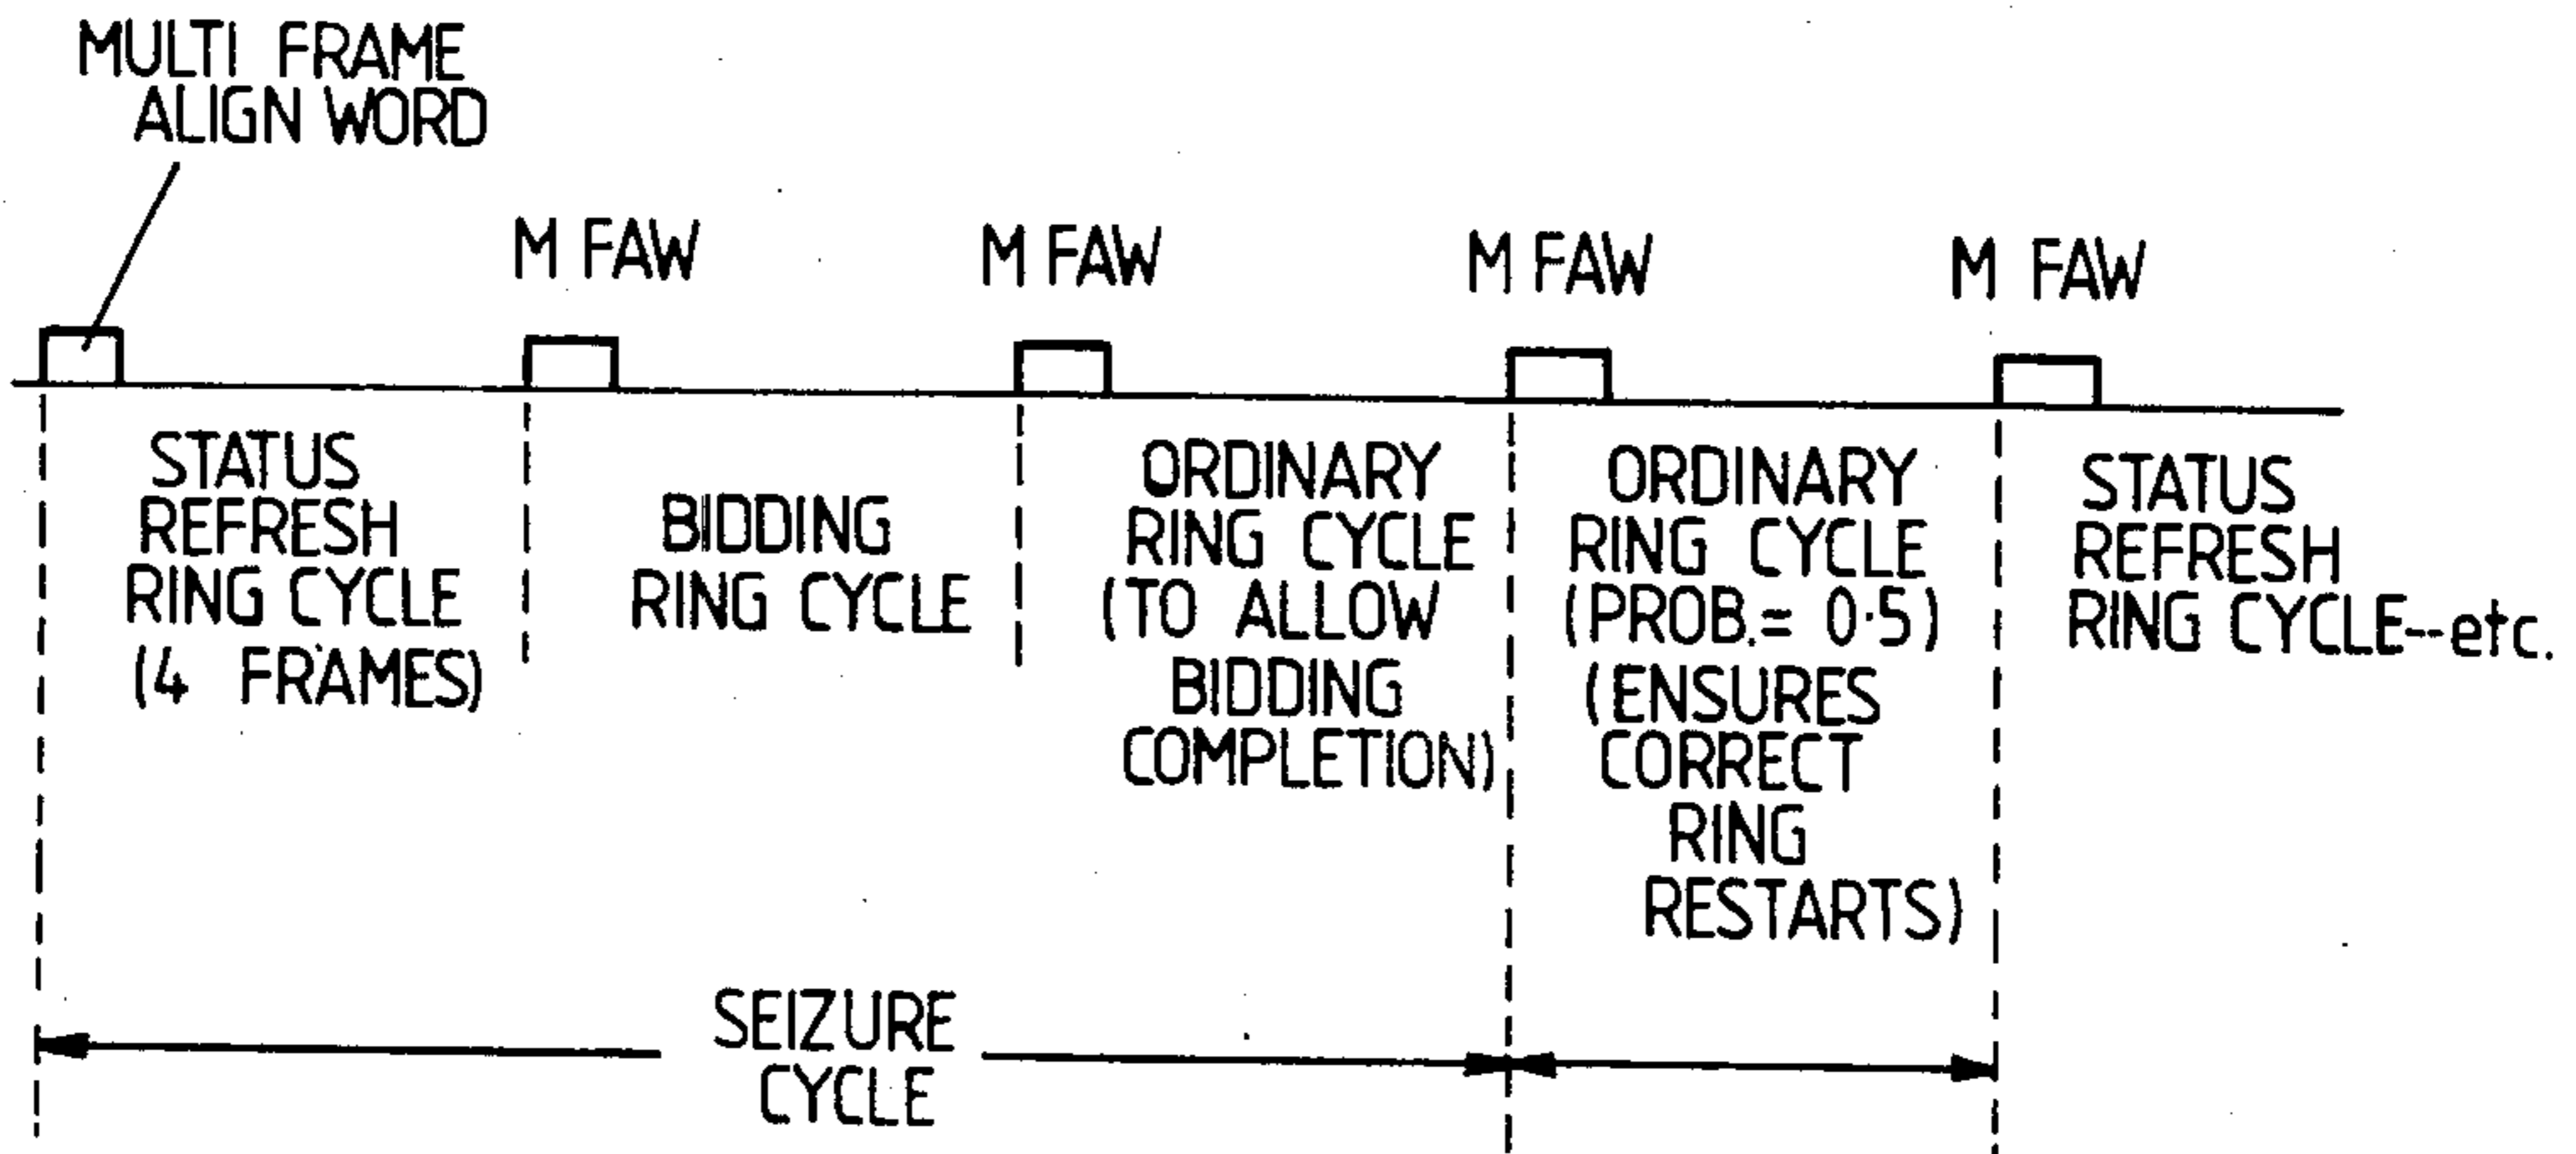 MULTI FRAME
ALIGN WORD
M FAW
M FAW
M FAW
M FAW
STATUS
REFRESH
RING CYCLE
(4 FRAMES)
BIDDING
RING CYCLE
ORDINARY
RING CYCLE
(TO ALLOW
BIDDING
COMPLETION)
ORDINARY
RING CYCLE
(PROB.= 0·5)
(ENSURES
CORRECT
RING
RESTARTS)
STATUS
REFRESH
RING CYCLE--etc.
SEIZURE
CYCLE